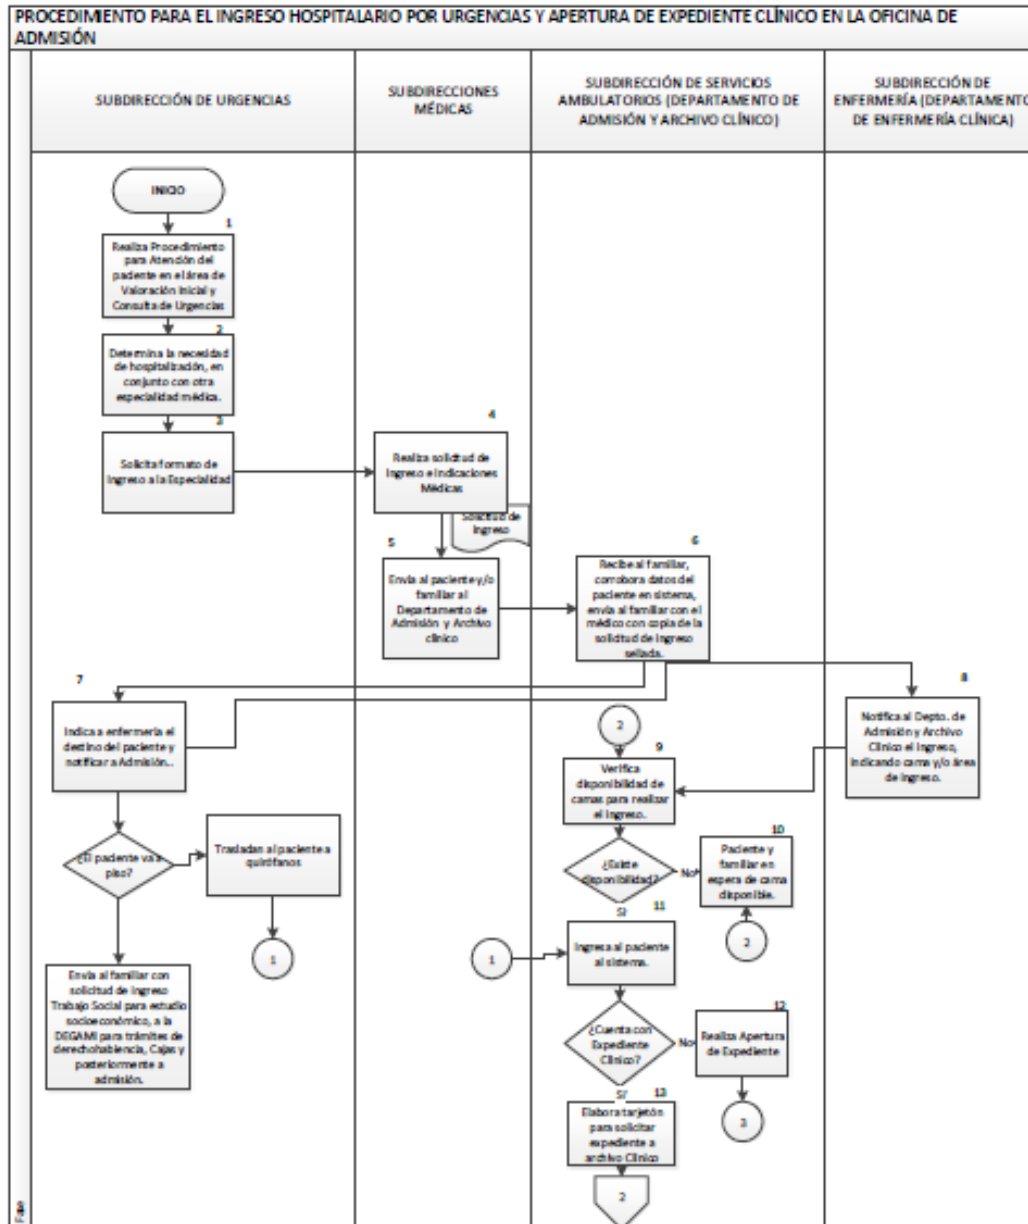 PROCEDIMIENTO PARA EL INGRESO HOSPITALARIO POR URGENCIAS Y APERTURA DE EXPEDIENTE CLÍNICO EN LA OFICINA DE
ADMISIÓN
SUBDIRECCIÓN DE URGENCIAS
SUBDIRECCIONES
MÉDICAS
SUBDIRECCIÓN DE SERVICIOS
AMBULATORIOS (DEPARTAMENTO DE
ADMISIÓN Y ARCHIVO CLÍNICO)
SUBDIRECCIÓN DE
ENFERMERÍA (DEPARTAMENTO
DE ENFERMERÍA CLÍNICA)
INICIO
1
Realiza Procedimiento
para Atención del
paciente en el área de
Valoración Inicial y
Consulta de Urgencias
2
Determina la necesidad
de hospitalización, en
conjunto con otra
especialidad médica.
3
Solicita formato de
Ingreso a la Especialidad
4
Realiza solicitud de
Ingreso e Indicaciones
Médicas
Solicitud de
Ingreso
5
Envía al paciente y/o
familiar al
Departamento de
Admisión y Archivo
clínico
6
Recibe al familiar,
corrobora datos del
paciente en sistema,
envía al familiar con el
médico con copia de la
solicitud de ingreso
sellada.
7
Indica a enfermería el
destino del paciente y
notificar a Admisión..
8
Notifica al Depto. de
Admisión y Archivo
Clínico el ingreso,
indicando cama y/o área
de ingreso.
2
9
Verifica
disponibilidad de
camas para realizar
el ingreso.
¿El paciente va a
piso?
Trasladan al paciente a
quirófanos
1
¿Existe
disponibilidad?
No
10
Paciente y
familiar en
espera de cama
disponible.
2
Sí
11
1
Ingresa al paciente
al sistema.
Envía al familiar con
solicitud de ingreso
Trabajo Social para estudio
socioeconómico, a la
DEGAMI para trámites de
derechohabiencia, Cajas y
posteriormente a
admisión.
¿Cuenta con
Expediente
Clínico?
No
12
Realiza Apertura
de Expediente
3
Sí
13
Elabora tarjetón
para solicitar
expediente a
archivo Clínico
2
Fase